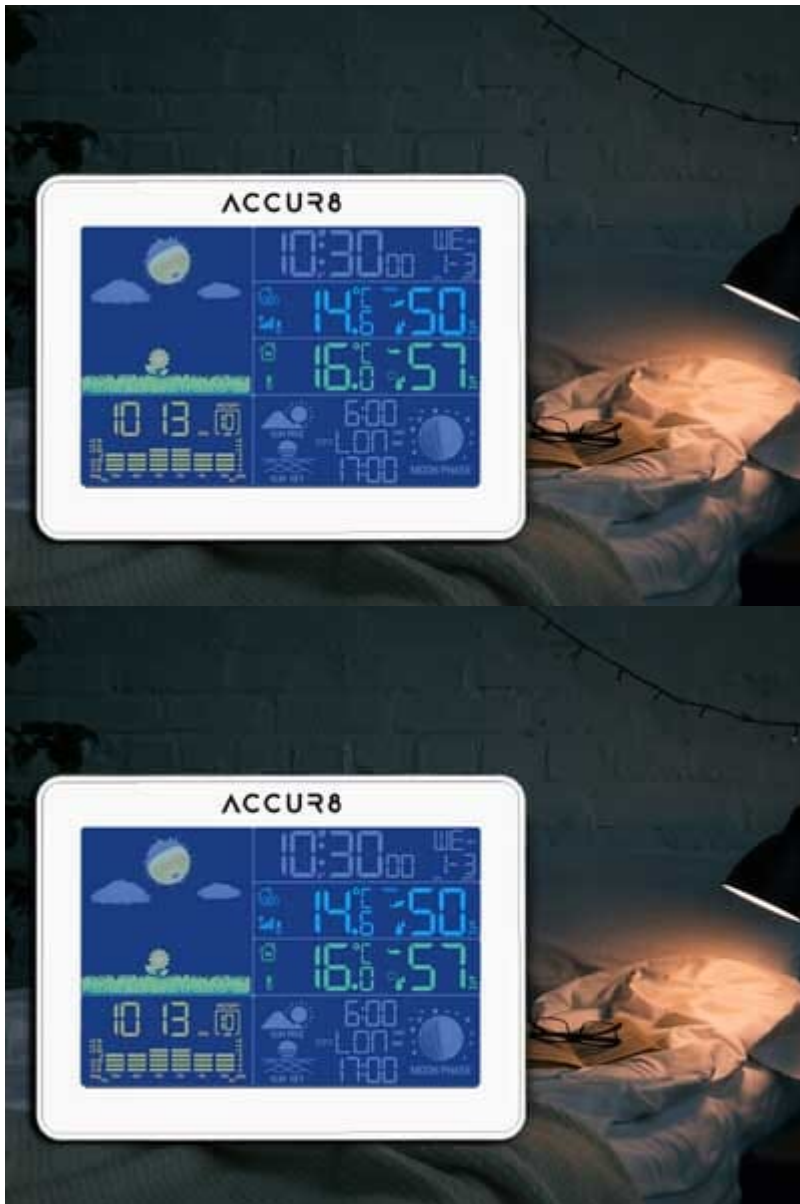 ACCUR8
10:30 00
WE
1-3
14.6 °C 50
16.0 °C 57
1013
6:00
SUN RISE
LON
17:00
MOON PHASE
SUN SET
ACCUR8
10:30 00
WE
1-3
14.6 °C 50
16.0 °C 57
1013
6:00
SUN RISE
LON
17:00
MOON PHASE
SUN SET